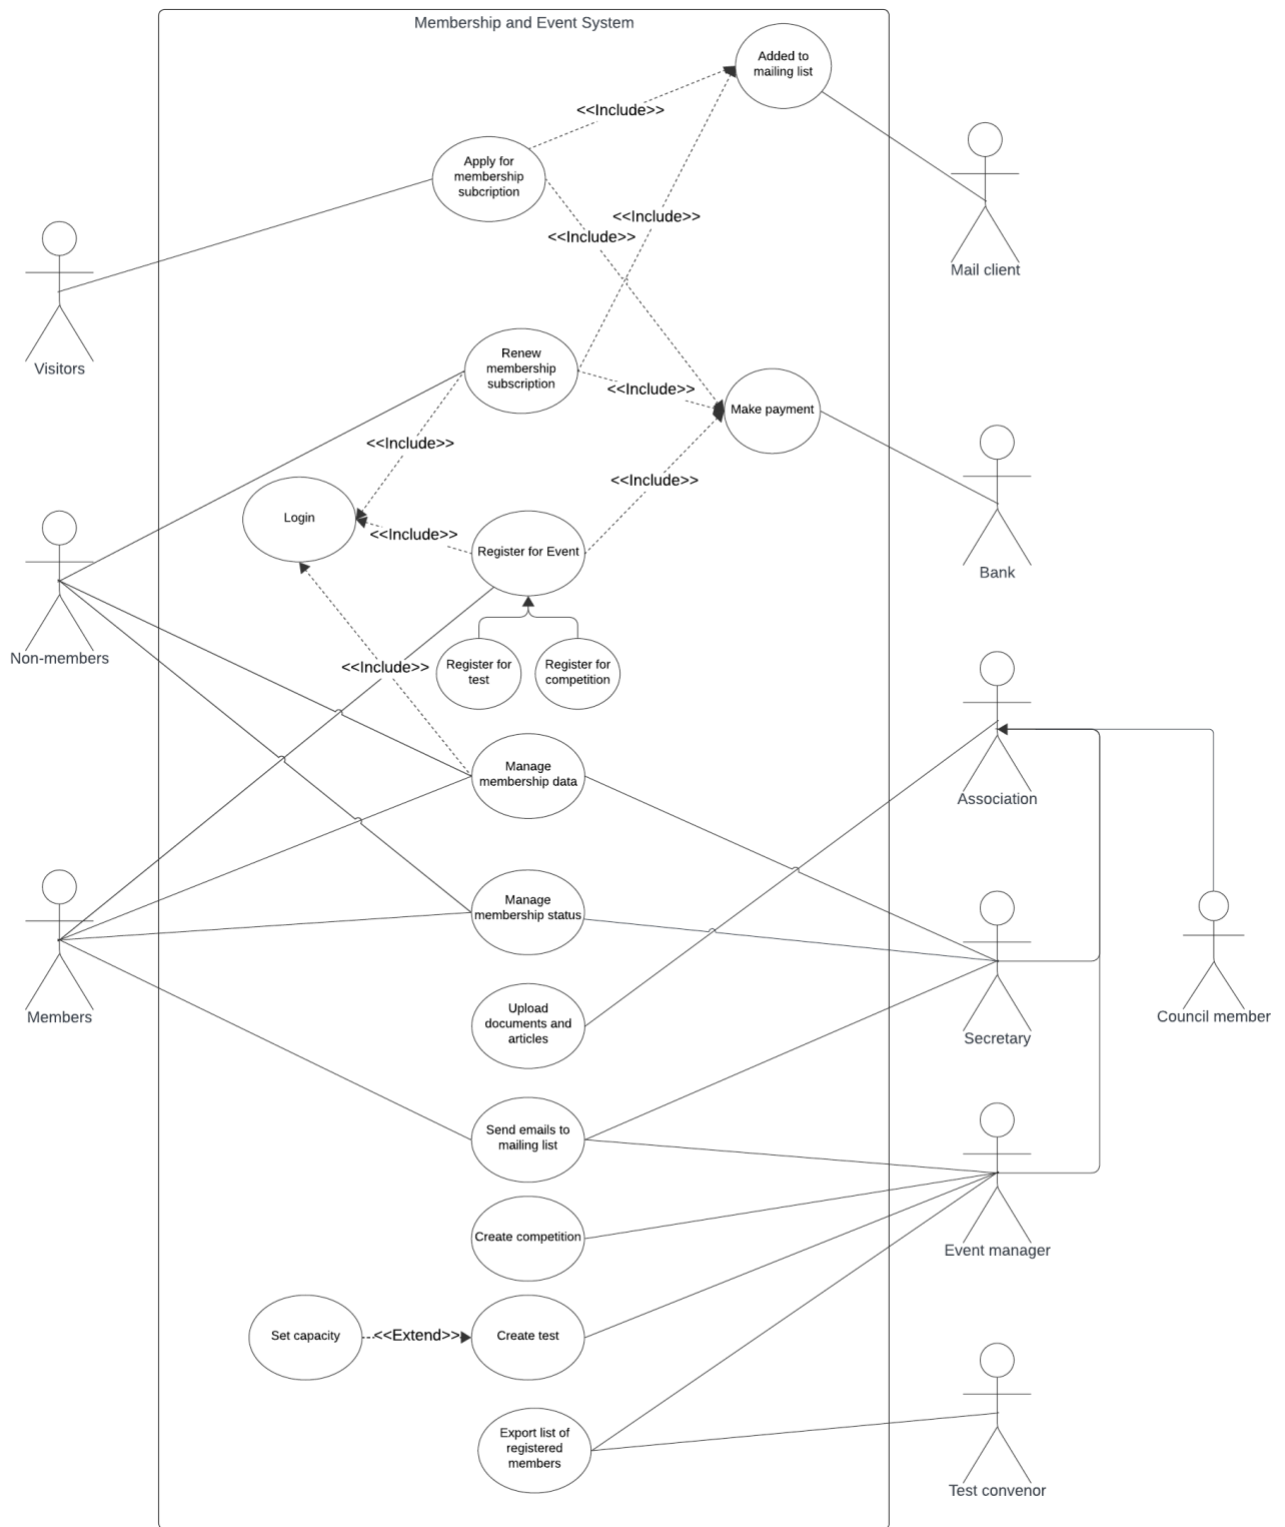 Membership and Event System
Added to
mailing list
<<Include>>
Apply for
membership
subcription
<<Include>>
<<Include>>
Mail client
Visitors
Renew
membership
subscription
<<Include>>
Make payment
<<Include>>
<<Include>>
Login
<<Include>>
Register for Event
Bank
Non-members
<<Include>>
Register for
test
Register for
competition
Manage
membership data
Association
Manage
membership status
Members
Upload
documents and
articles
Secretary
Council member
Send emails to
mailing list
Create competition
Event manager
Set capacity
<<Extend>>
Create test
Export list of
registered
members
Test convenor